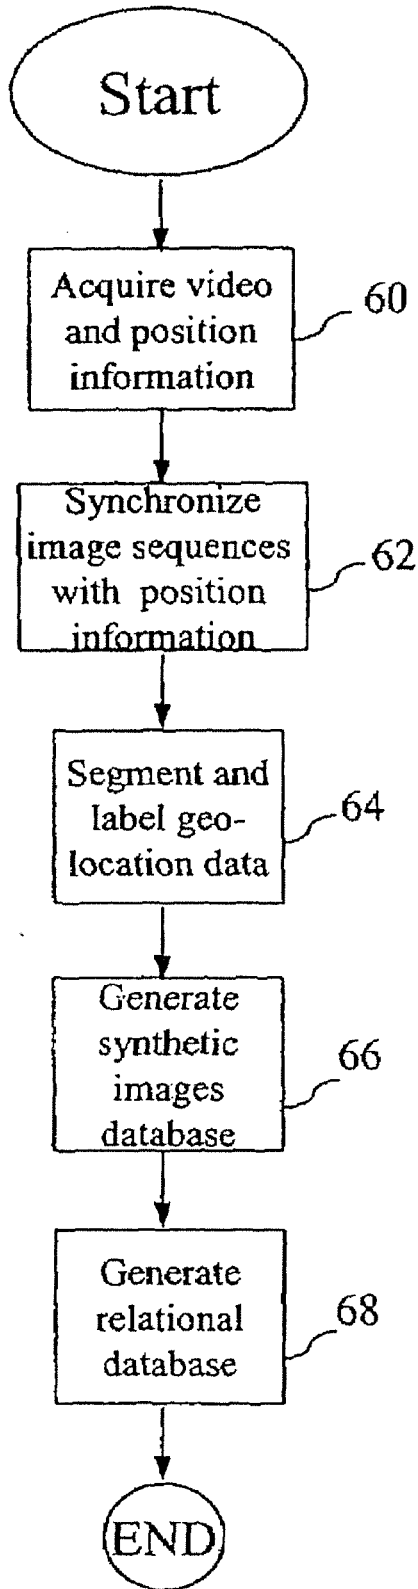 Start
Acquire video
and position
information
60
Synchronize
image sequences
with position
information
62
Segment and
label geo-
location data
64
Generate
synthetic
images
database
66
Generate
relational
database
68
END